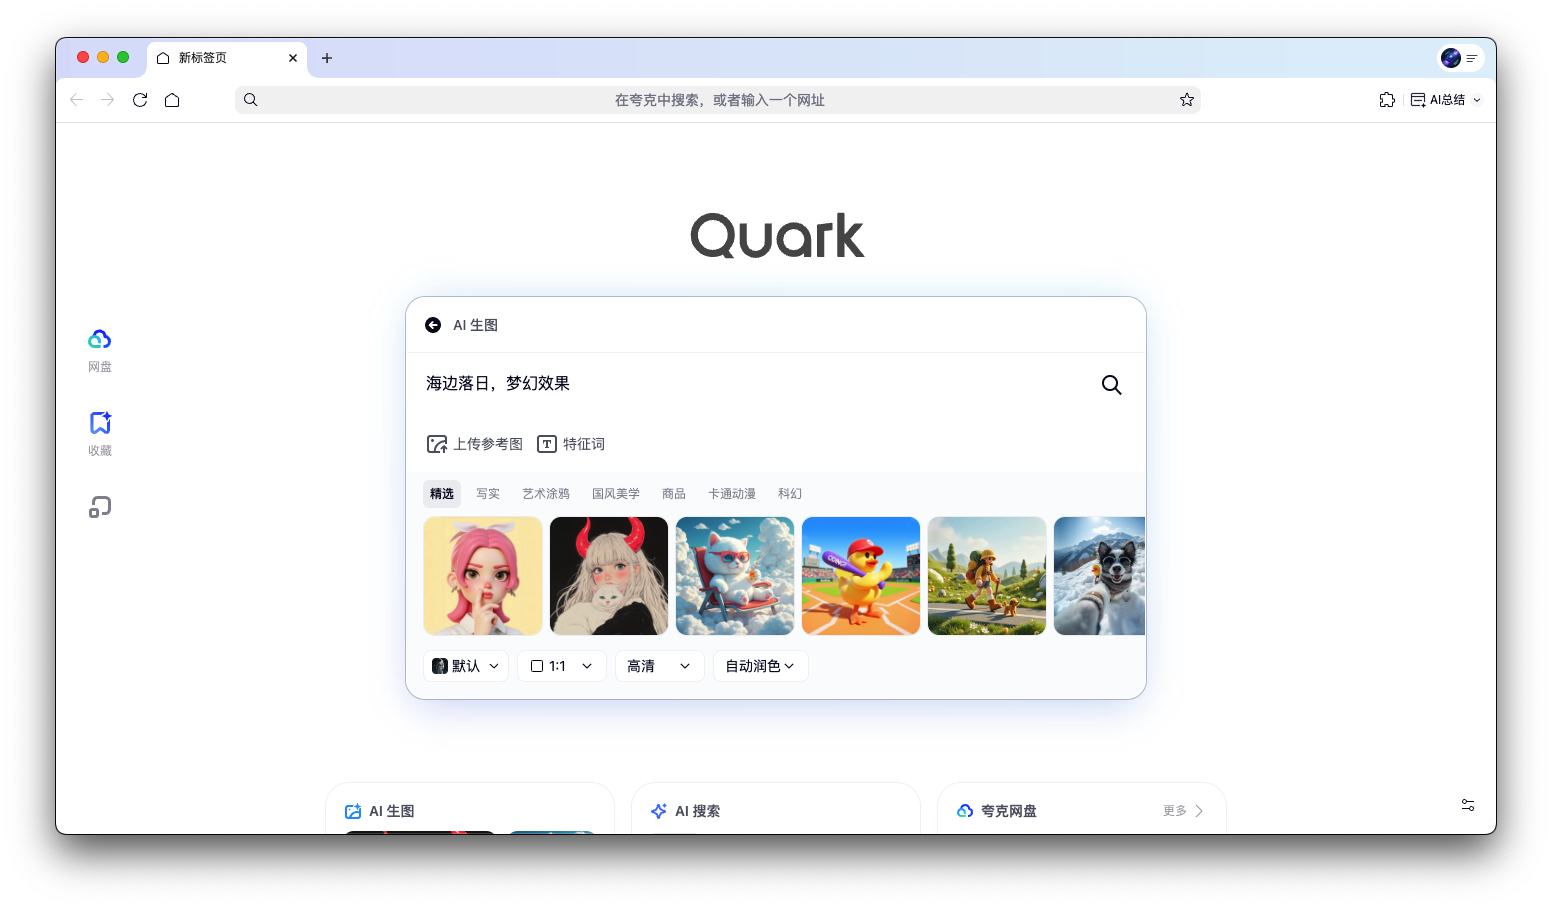 新标签页
在夸克中搜索，或者输入一个网址
AI总结
Quark
网盘
收藏
AI 生图
海边落日，梦幻效果
上传参考图 T 特征词
精选 写实 艺术涂鸦 国风美学 商品 卡通动漫 科幻
默认 1:1 高清 自动润色
AI 生图
AI 搜索
夸克网盘 更多